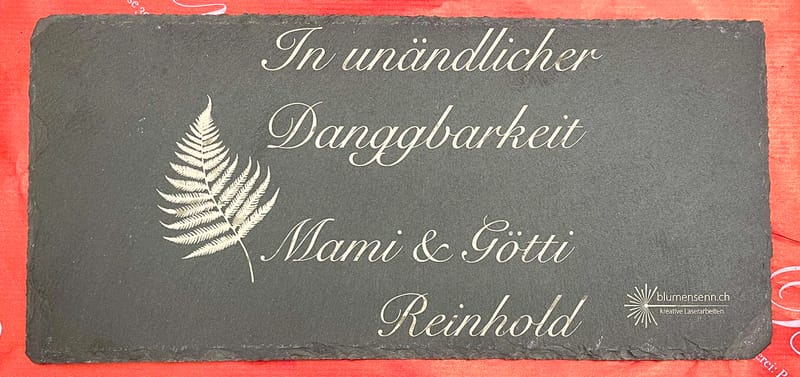 In unändlicher
Danggbarkeit
Mami & Götti
Reinhold
blumensenn.ch
kreative Laserarbeiten